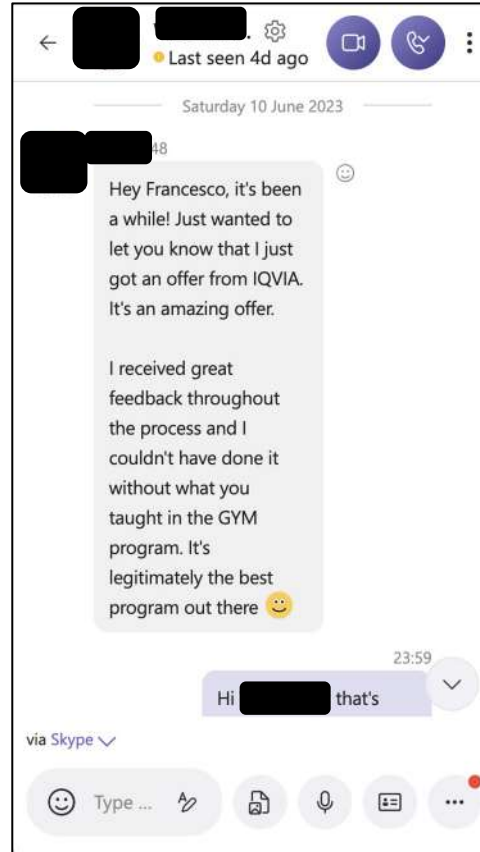 Last seen 4d ago
Saturday 10 June 2023
48
Hey Francesco, it's been
a while! Just wanted to
let you know that I just
got an offer from IQVIA.
It's an amazing offer.
I received great
feedback throughout
the process and I
couldn't have done it
without what you
taught in the GYM
program. It's
legitimately the best
program out there
23:59
Hi that's
via Skype
Type ...